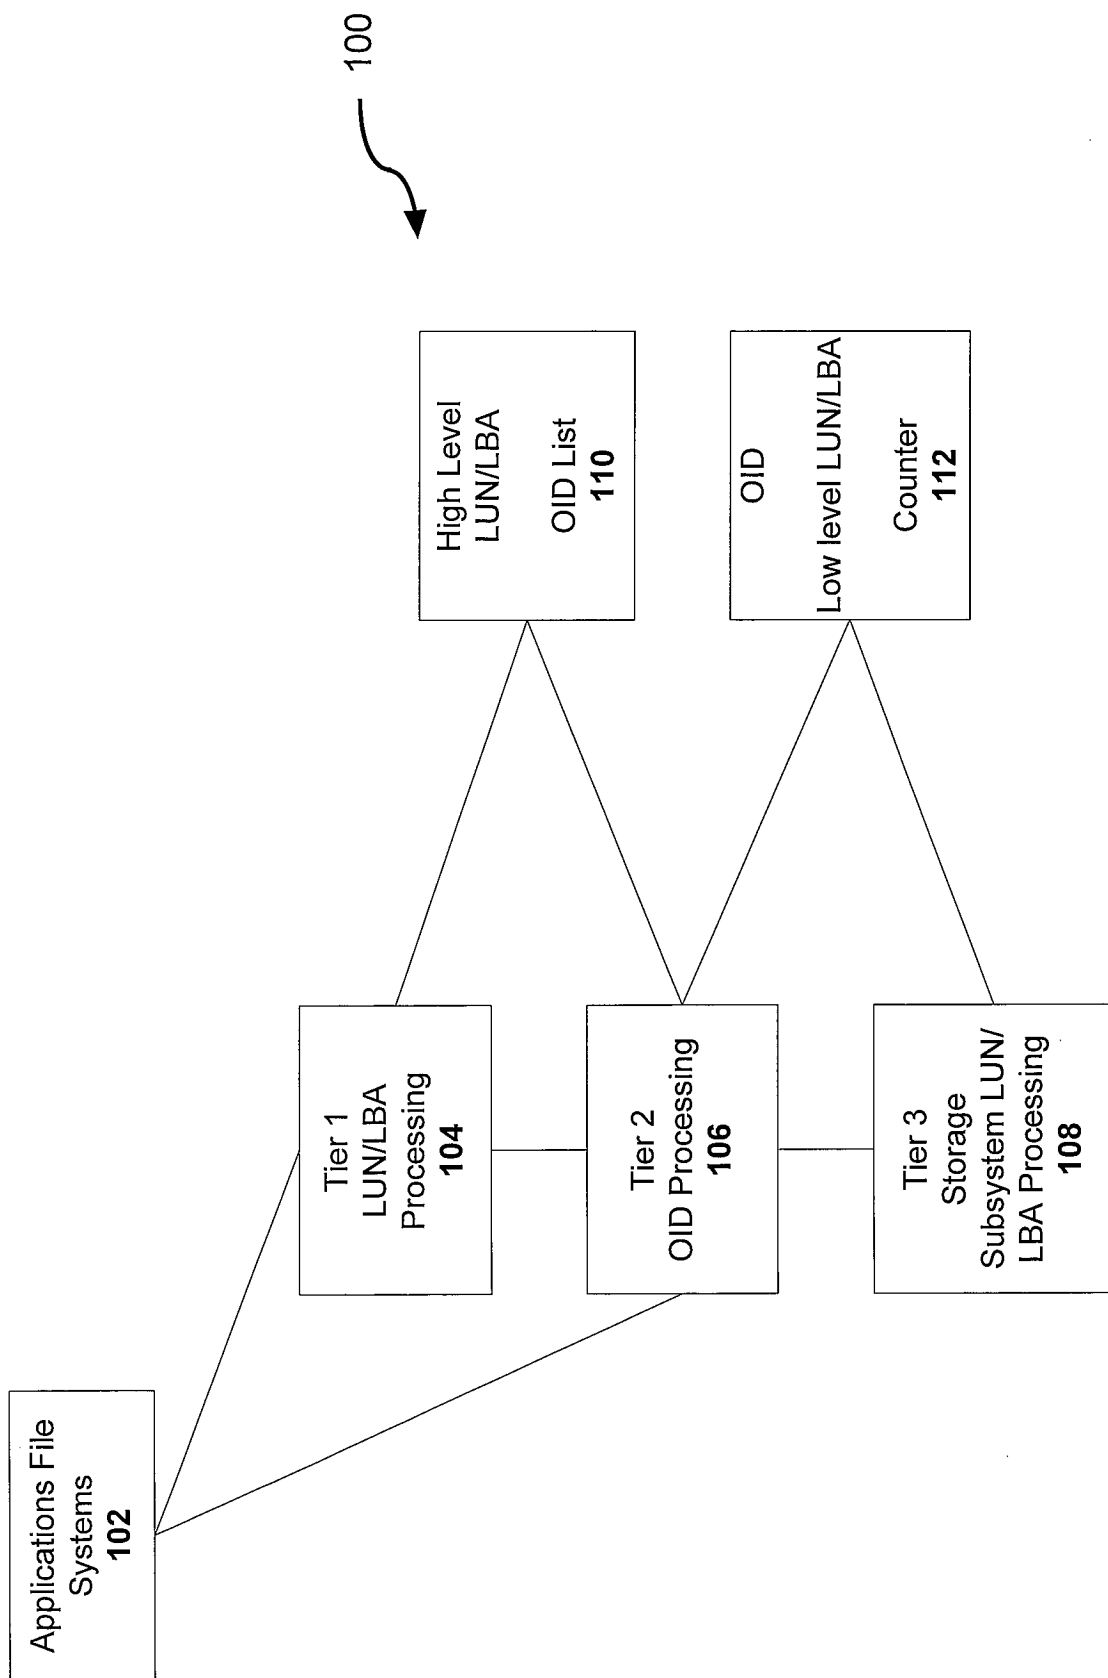 100
Applications File
Systems
102
Tier 1
LUN/LBA
Processing
104
High Level
LUN/LBA
OID List
110
Tier 2
OID Processing
106
OID
Low level LUN/LBA
Counter
112
Tier 3
Storage
Subsystem LUN/
LBA Processing
108